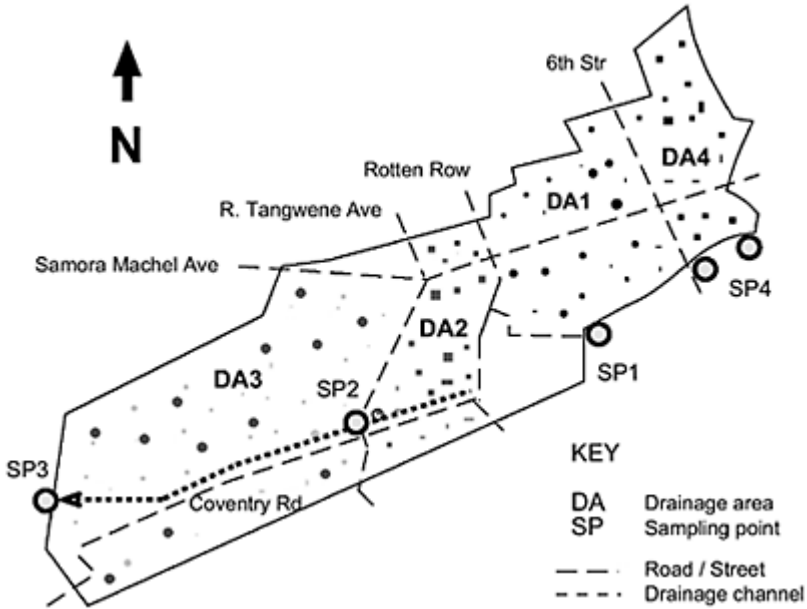 6th Str
N
DA4
Rotten Row
DA1
R. Tangwene Ave
Samora Machel Ave
SP4
DA2
SP1
DA3
SP2
SP3
Coventry Rd
KEY
DA Drainage area
SP Sampling point
Road / Street
Drainage channel